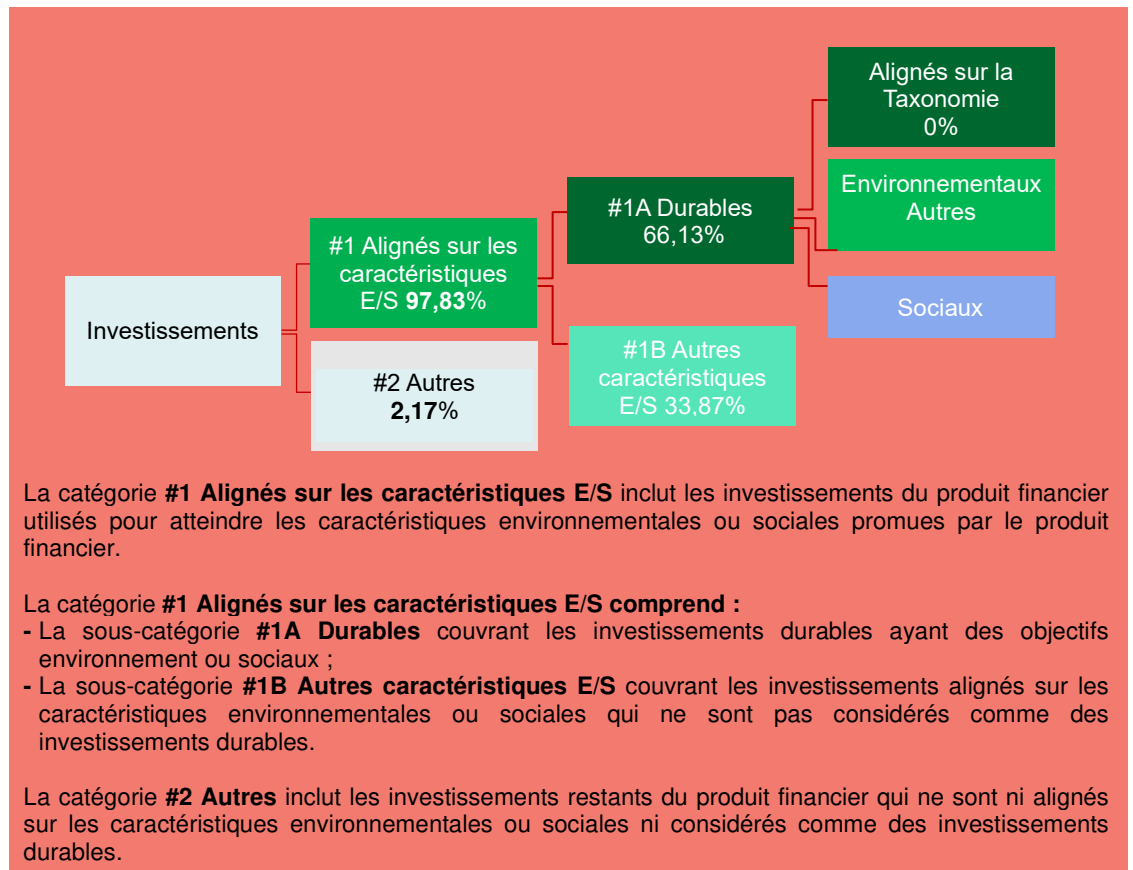 Alignés sur la
Taxonomie
0%
Environnementaux
Autres
#1A Durables
66,13%
#1 Alignés sur les
caractéristiques
E/S 97,83%
Sociaux
Investissements
#1B Autres
caractéristiques
E/S 33,87%
#2 Autres
2,17%
La catégorie #1 Alignés sur les caractéristiques E/S inclut les investissements du produit financier
utilisés pour atteindre les caractéristiques environnementales ou sociales promues par le produit
financier.
La catégorie #1 Alignés sur les caractéristiques E/S comprend :
- La sous-catégorie #1A Durables couvrant les investissements durables ayant des objectifs
environnement ou sociaux ;
- La sous-catégorie #1B Autres caractéristiques E/S couvrant les investissements alignés sur les
caractéristiques environnementales ou sociales qui ne sont pas considérés comme des
investissements durables.
La catégorie #2 Autres inclut les investissements restants du produit financier qui ne sont ni alignés
sur les caractéristiques environnementales ou sociales ni considérés comme des investissements
durables.